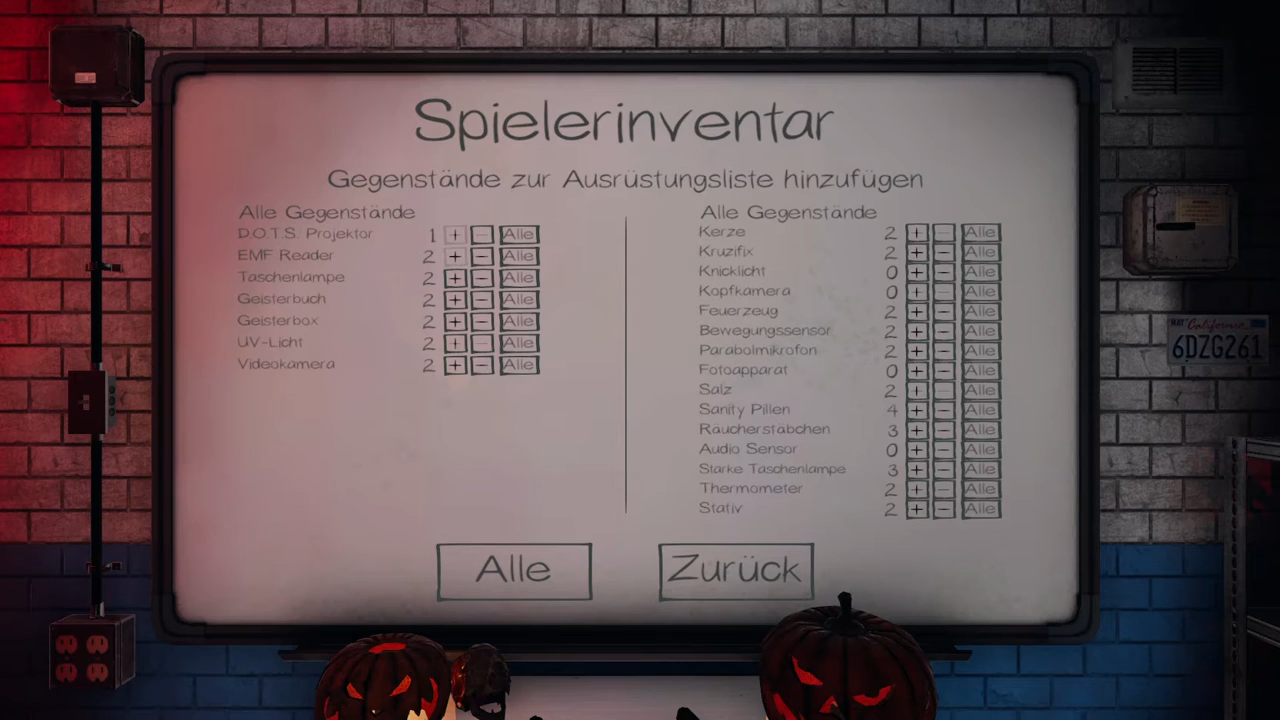 Spielerinventar
Gegenstände zur Ausrüstungsliste hinzufügen
Alle Gegenstände
D.O.T.S. Projektor 1 + − Alle
EMF Reader 2 + − Alle
Taschenlampe 2 + − Alle
Geisterbuch 2 + − Alle
Geisterbox 2 + − Alle
UV-Licht 2 + − Alle
Videokamera 2 + − Alle
Alle Gegenstände
Kerze 2 + − Alle
Kruzifix 2 + − Alle
Knicklicht 0 + − Alle
Kopfkamera 0 + − Alle
Feuerzeug 2 + − Alle
Bewegungssensor 2 + − Alle
Parabolmikrofon 2 + − Alle
Fotoapparat 0 + − Alle
Salz 2 + − Alle
Sanity Pillen 4 + − Alle
Räucherstäbchen 3 + − Alle
Audio Sensor 0 + − Alle
Starke Taschenlampe 3 + − Alle
Thermometer 2 + − Alle
Stativ 2 + − Alle
Alle
Zurück
California
6DZG261